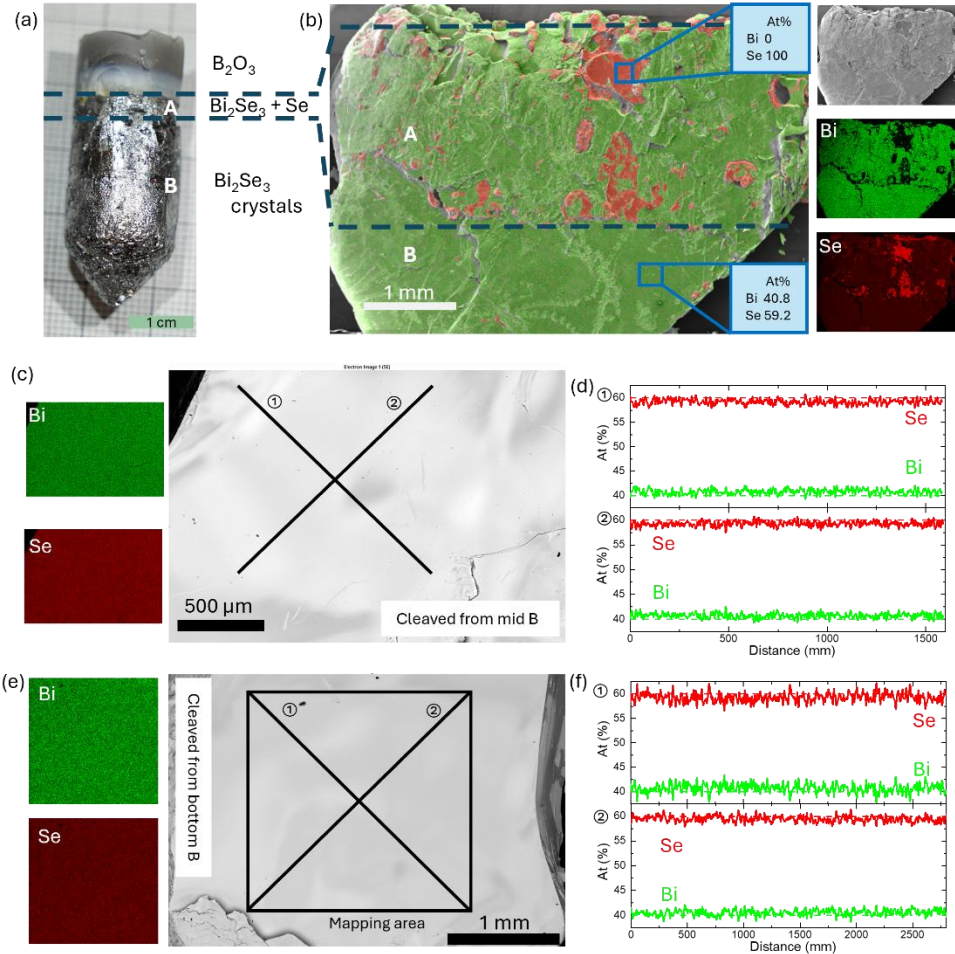 (a)
B₂O₃
A
Bi₂Se₃ + Se
B
Bi₂Se₃
crystals
1 cm
(b)
At%
Bi 0
Se 100
A
B
1 mm
At%
Bi 40.8
Se 59.2
Bi
Se
(c)
Bi
Se
Electron Image 1 (SE)
①
②
500 µm
Cleaved from mid B
(d)
①
At (%)
60
55
50
45
40
Se
Bi
②
At (%)
60
55
50
45
40
Se
Bi
0
500
1000
1500
Distance (mm)
(e)
Bi
Se
Cleaved from bottom B
①
②
Mapping area
1 mm
(f)
①
At (%)
60
55
50
45
40
Se
Bi
②
At (%)
60
55
50
45
40
Se
Bi
0
500
1000
1500
2000
2500
Distance (mm)